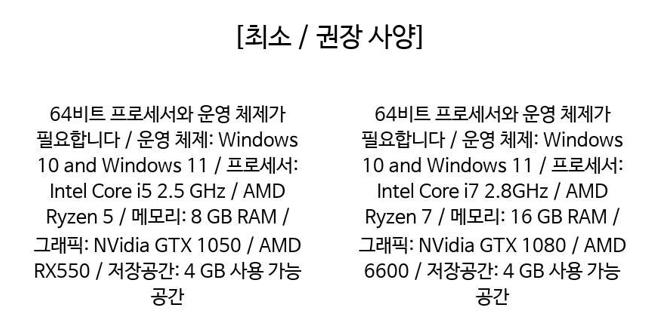 [최소 / 권장 사양]
64비트 프로세서와 운영 체제가
필요합니다 / 운영 체제: Windows
10 and Windows 11 / 프로세서:
Intel Core i5 2.5 GHz / AMD
Ryzen 5 / 메모리: 8 GB RAM /
그래픽: NVidia GTX 1050 / AMD
RX550 / 저장공간: 4 GB 사용 가능
공간
64비트 프로세서와 운영 체제가
필요합니다 / 운영 체제: Windows
10 and Windows 11 / 프로세서:
Intel Core i7 2.8GHz / AMD
Ryzen 7 / 메모리: 16 GB RAM /
그래픽: NVidia GTX 1080 / AMD
6600 / 저장공간: 4 GB 사용 가능
공간